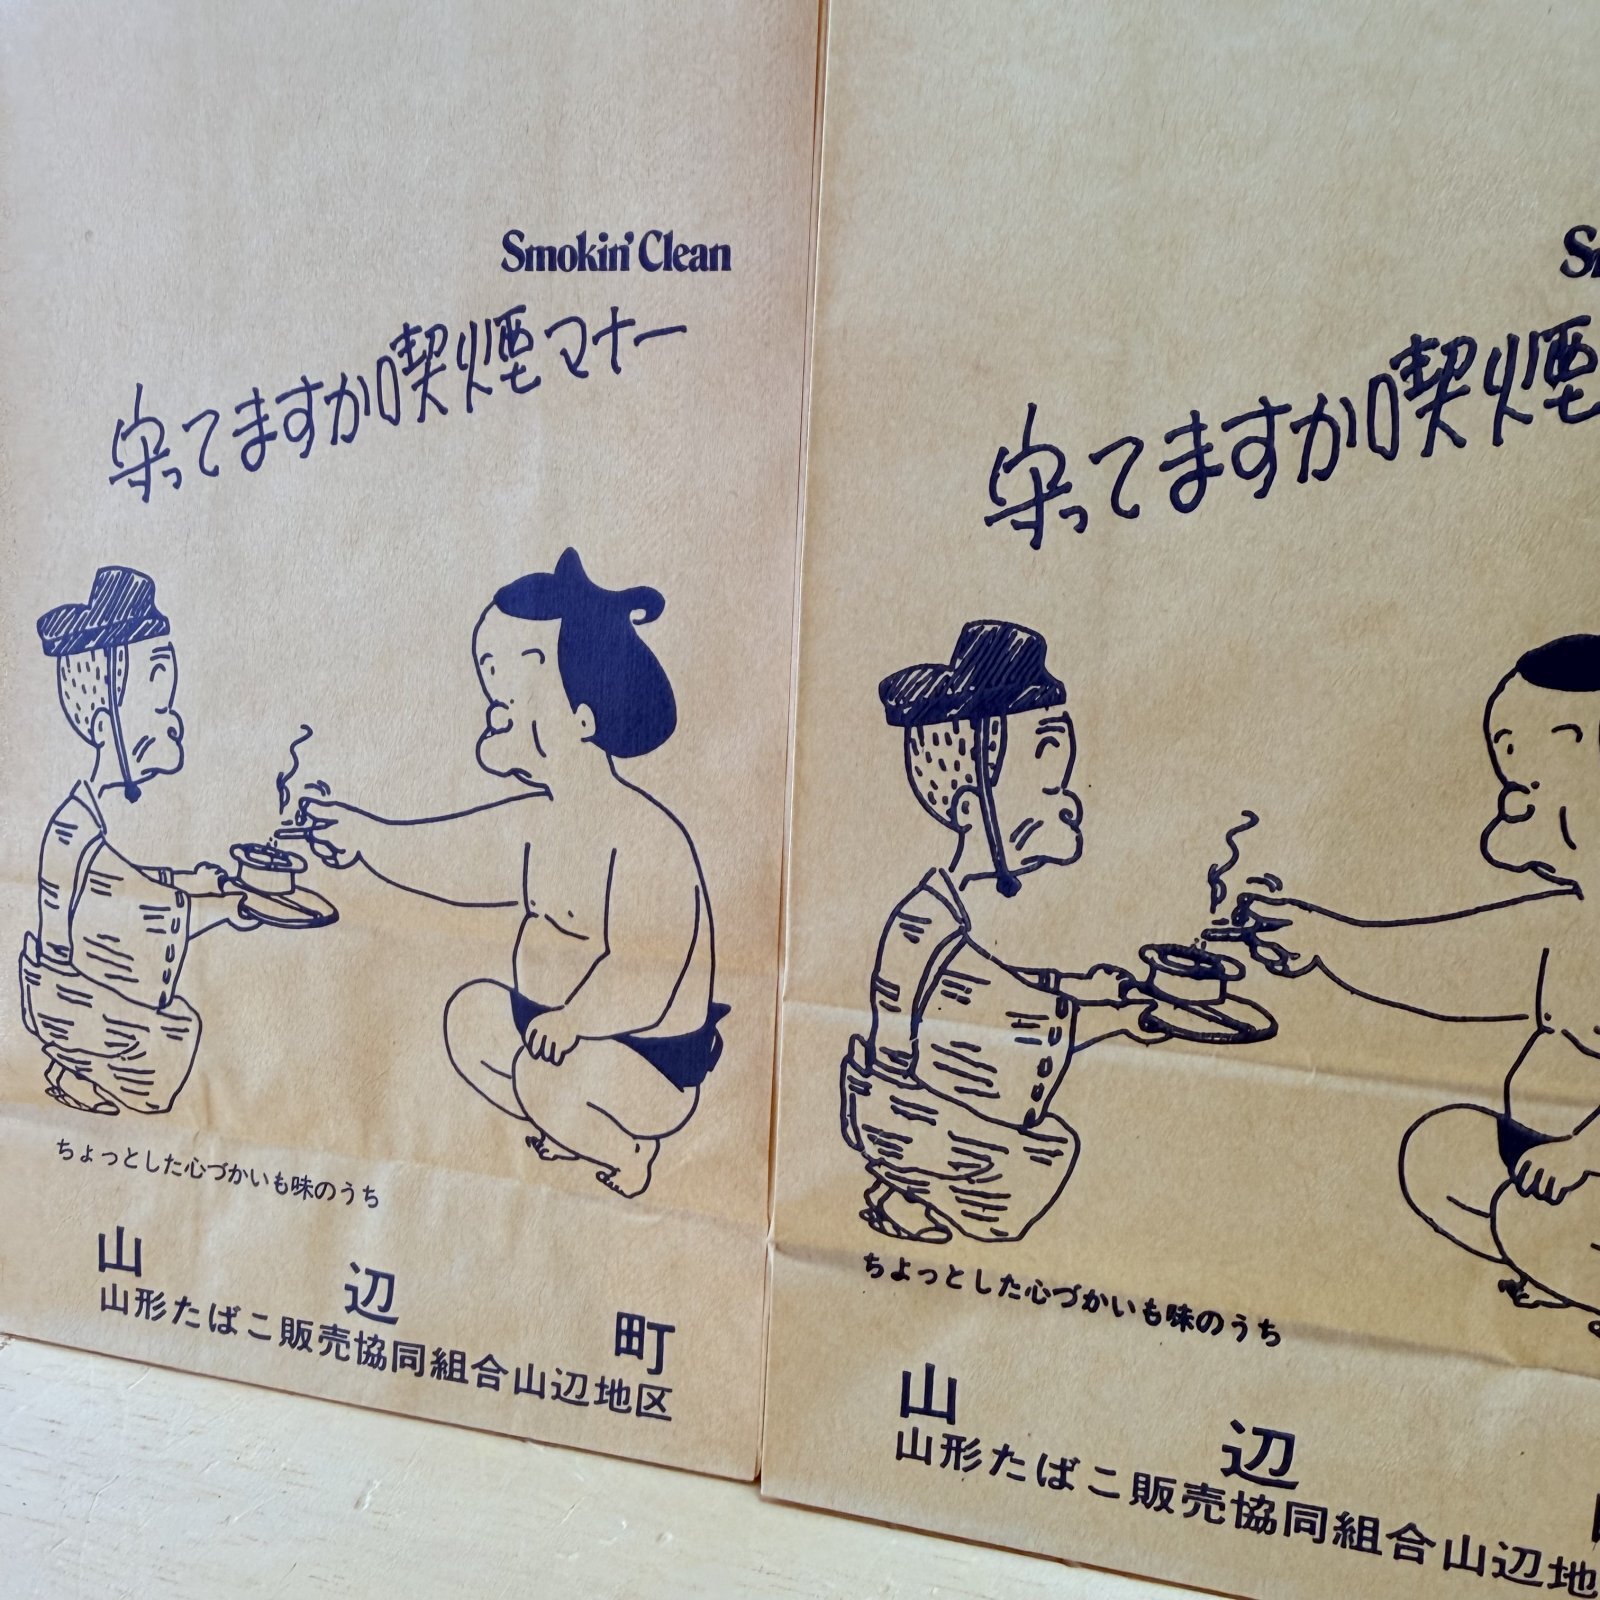 Smokin' Clean
守ってますか喫煙マナー
ちょっとした心づかいも味のうち
山辺町
山形たばこ販売協同組合山辺地区
守ってますか喫煙
ちょっとした心づかいも味のうち
山辺
山形たばこ販売協同組合山辺地